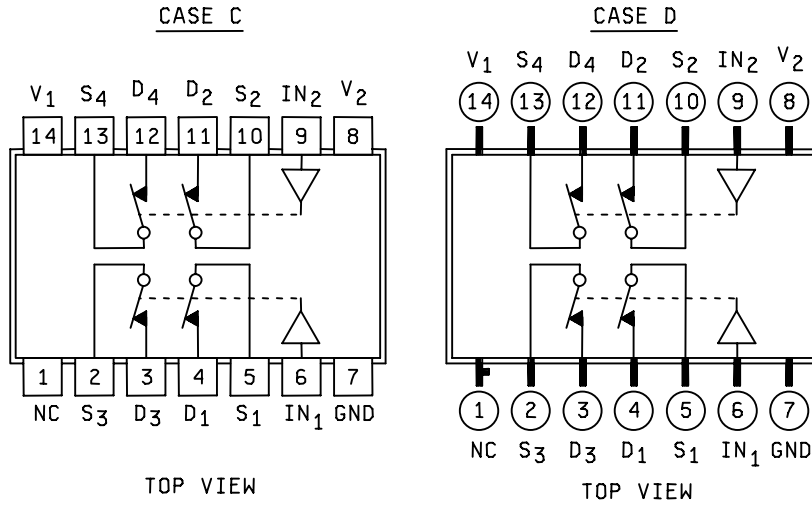 CASE C
V1 S4 D4 D2 S2 IN2 V2
14 13 12 11 10 9 8
1 2 3 4 5 6 7
NC S3 D3 D1 S1 IN1 GND
TOP VIEW
CASE D
V1 S4 D4 D2 S2 IN2 V2
14 13 12 11 10 9 8
1 2 3 4 5 6 7
NC S3 D3 D1 S1 IN1 GND
TOP VIEW